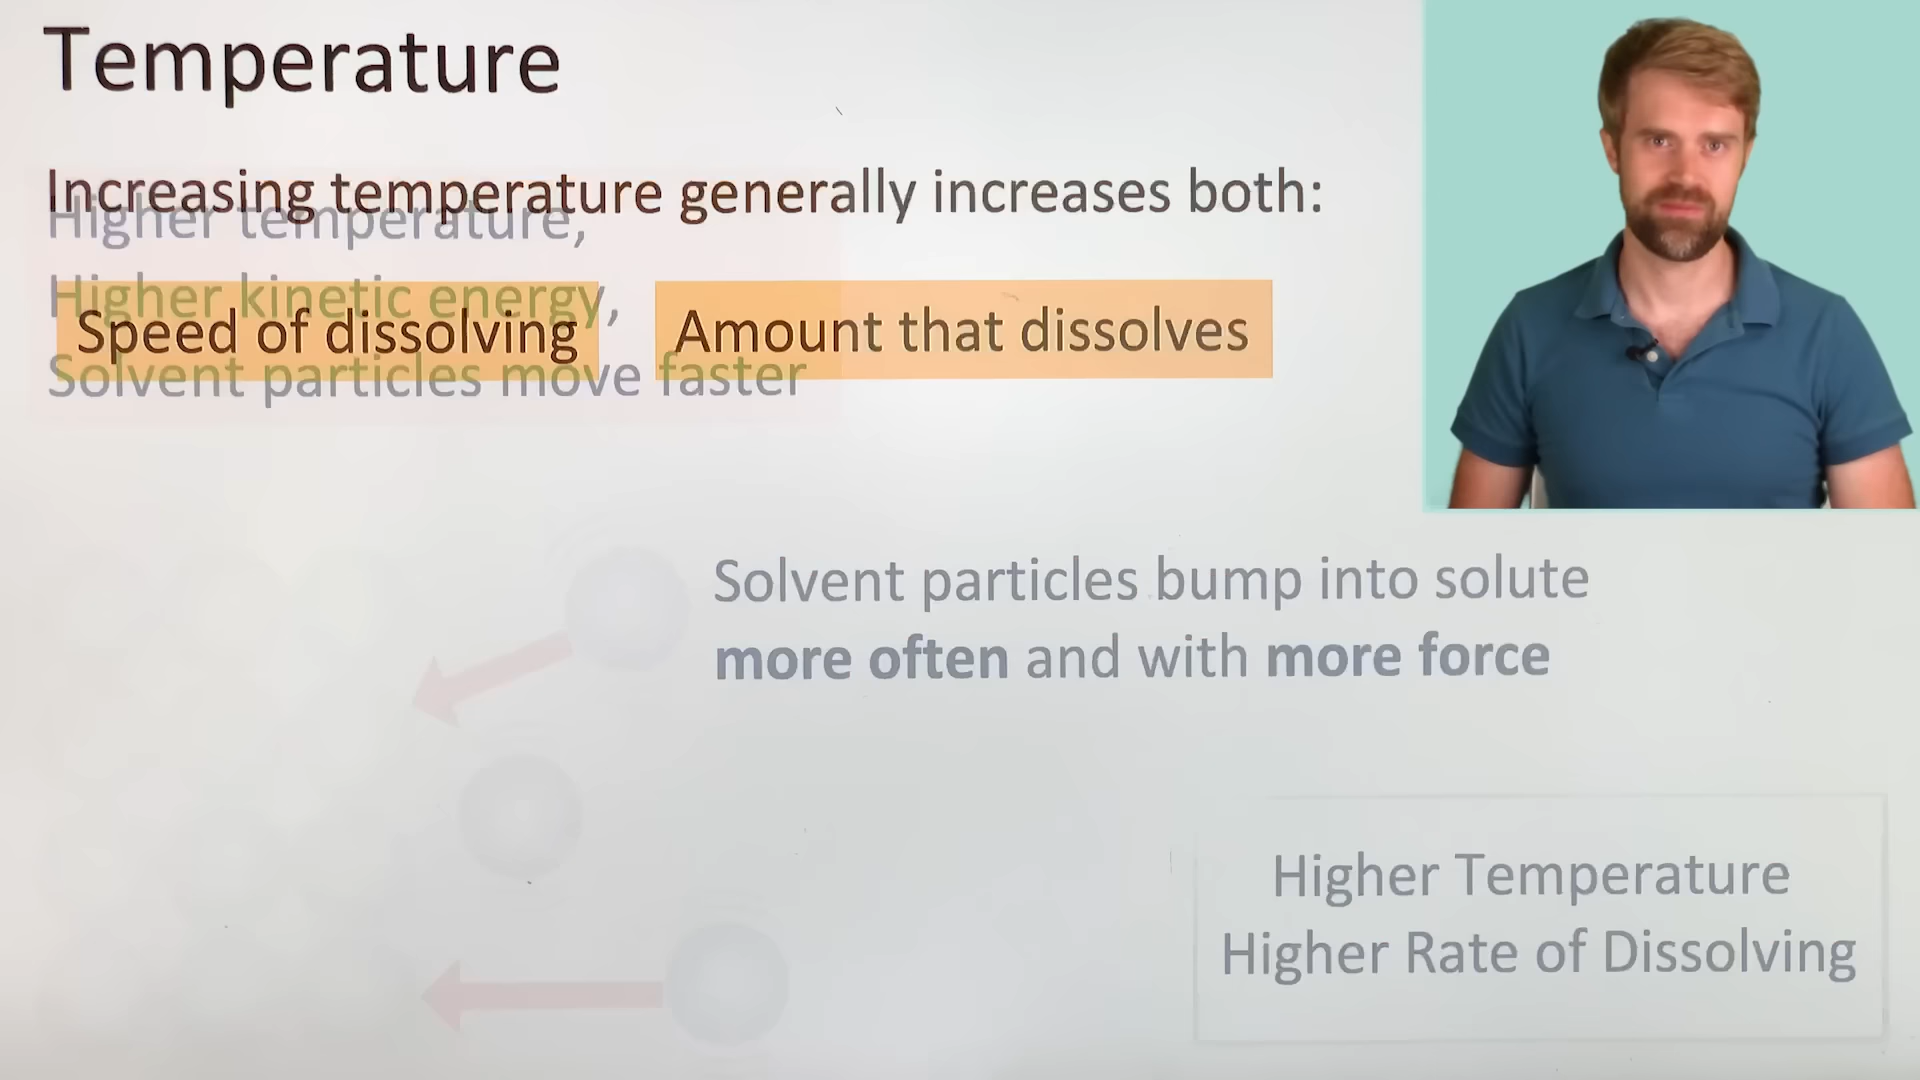 Temperature
Increasing temperature generally increases both:
Higher temperature,
Higher kinetic energy,
Speed of dissolving
Amount that dissolves
Solvent particles move faster
Solvent particles bump into solute
more often and with more force
Higher Temperature
Higher Rate of Dissolving